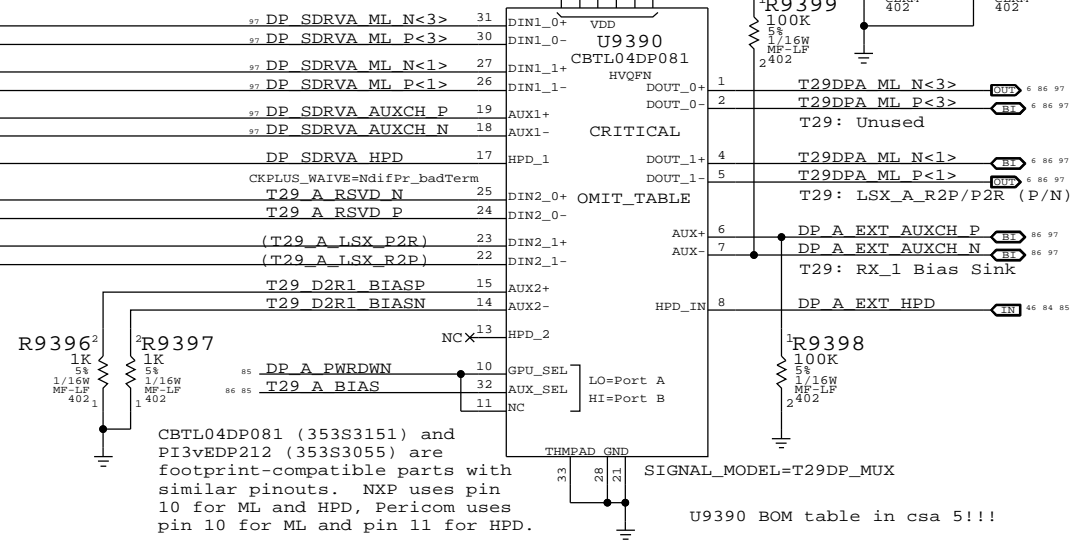 97 DP_SDRVA_ML_N<3> 31 DIN1_0+
97 DP_SDRVA_ML_P<3> 30 DIN1_0-
97 DP_SDRVA_ML_N<1> 27 DIN1_1+
97 DP_SDRVA_ML_P<1> 26 DIN1_1-
97 DP_SDRVA_AUXCH_P 19 AUX1+
97 DP_SDRVA_AUXCH_N 18 AUX1-
DP_SDRVA_HPD 17 HPD_1
CKPLUS_WAIVE=NdifPr_badTerm
T29_A_RSVD_N 25 DIN2_0+
T29_A_RSVD_P 24 DIN2_0-
(T29_A_LSX_P2R) 23 DIN2_1+
(T29_A_LSX_R2P) 22 DIN2_1-
T29_D2R1_BIASP 15 AUX2+
T29_D2R1_BIASN 14 AUX2-
NC 13 HPD_2
85 DP_A_PWRDWN 10 GPU_SEL
86 85 T29_A_BIAS 32 AUX_SEL
11 NC
LO=Port A
HI=Port B
VDD
U9390
CBTL04DP081
HVQFN
CRITICAL
OMIT_TABLE
THMPAD GND
33 28 21
DOUT_0+ 1 T29DPA_ML_N<3> OUT 6 86 97
DOUT_0- 2 T29DPA_ML_P<3> BI 6 86 97
T29: Unused
DOUT_1+ 4 T29DPA_ML_N<1> BI 6 86 97
DOUT_1- 5 T29DPA_ML_P<1> OUT 6 86 97
T29: LSX_A_R2P/P2R (P/N)
AUX+ 6 DP_A_EXT_AUXCH_P BI 86 97
AUX- 7 DP_A_EXT_AUXCH_N BI 86 97
T29: RX_1 Bias Sink
HPD_IN 8 DP_A_EXT_HPD IN 46 84 85
1
R9399
100K
5%
1/16W
MF-LF
2 402
402
402
1
R9398
100K
5%
1/16W
MF-LF
2 402
R9396 2
1K
5%
1/16W
MF-LF
402 1
2 R9397
1K
5%
1/16W
MF-LF
402
1
CBTL04DP081 (353S3151) and
PI3vEDP212 (353S3055) are
footprint-compatible parts with
similar pinouts.  NXP uses pin
10 for ML and HPD, Pericom uses
pin 10 for ML and pin 11 for HPD.
SIGNAL_MODEL=T29DP_MUX
U9390 BOM table in csa 5!!!